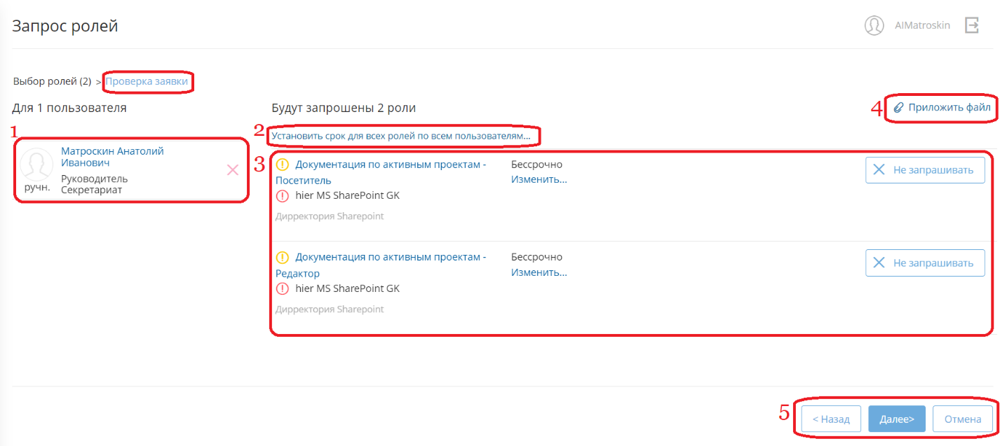 Запрос ролей
AIMatroskin
Выбор ролей (2) > Проверка заявки
Для 1 пользователя
Будут запрошены 2 роли
4
Приложить файл
1
2
Установить срок для всех ролей по всем пользователям...
Матроскин Анатолий
Иванович
Руководитель
Секретариат
ручн.
3
Документация по активным проектам -
Посетитель
Бессрочно
Изменить...
Не запрашивать
hier MS SharePoint GK
Дирректория Sharepoint
Документация по активным проектам -
Редактор
Бессрочно
Изменить...
Не запрашивать
hier MS SharePoint GK
Дирректория Sharepoint
5
< Назад
Далее>
Отмена